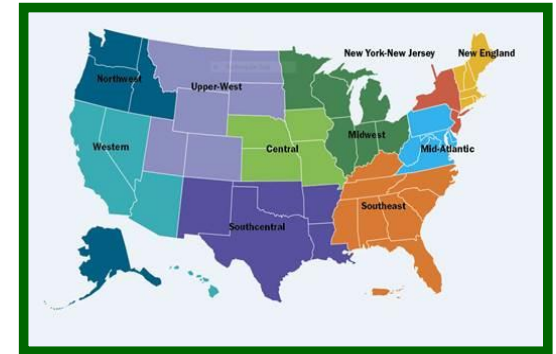 New York-New Jersey
New England
Northwest
Upper-West
Western
Central
Midwest
Mid-Atlantic
Southeast
Southcentral